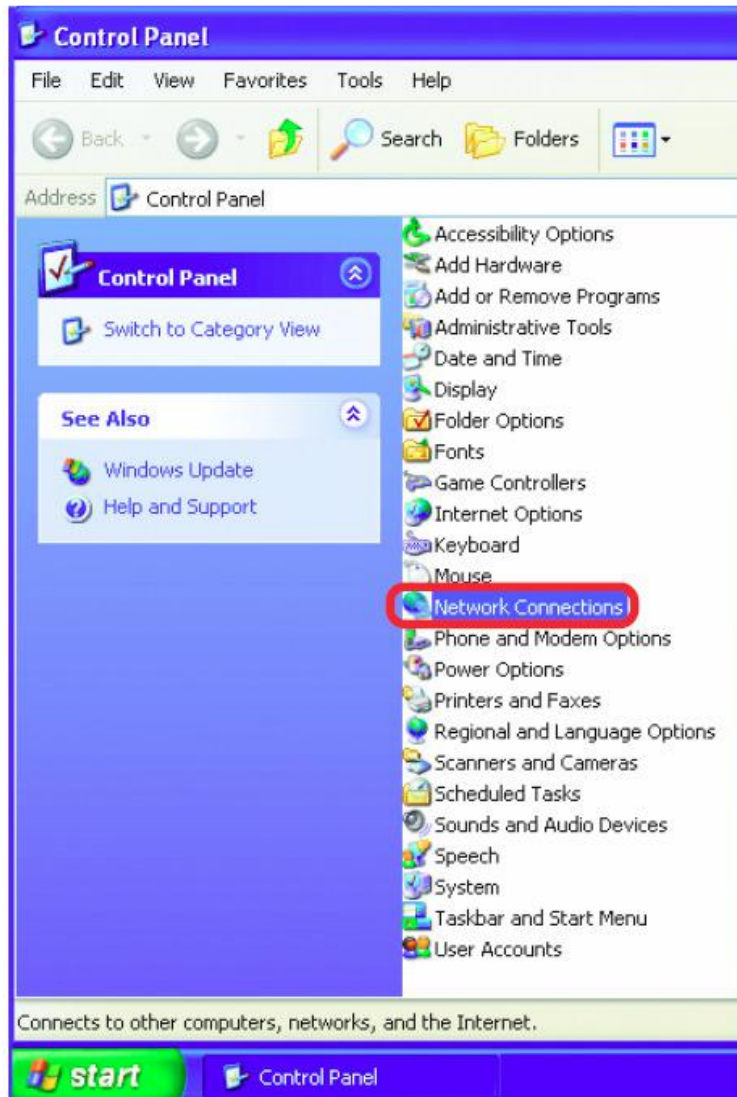 Control Panel
File Edit View Favorites Tools Help
Back Search Folders
Address Control Panel
Control Panel
Switch to Category View
See Also
Windows Update
Help and Support
Accessibility Options
Add Hardware
Add or Remove Programs
Administrative Tools
Date and Time
Display
Folder Options
Fonts
Game Controllers
Internet Options
Keyboard
Mouse
Network Connections
Phone and Modem Options
Power Options
Printers and Faxes
Regional and Language Options
Scanners and Cameras
Scheduled Tasks
Sounds and Audio Devices
Speech
System
Taskbar and Start Menu
User Accounts
Connects to other computers, networks, and the Internet.
start Control Panel